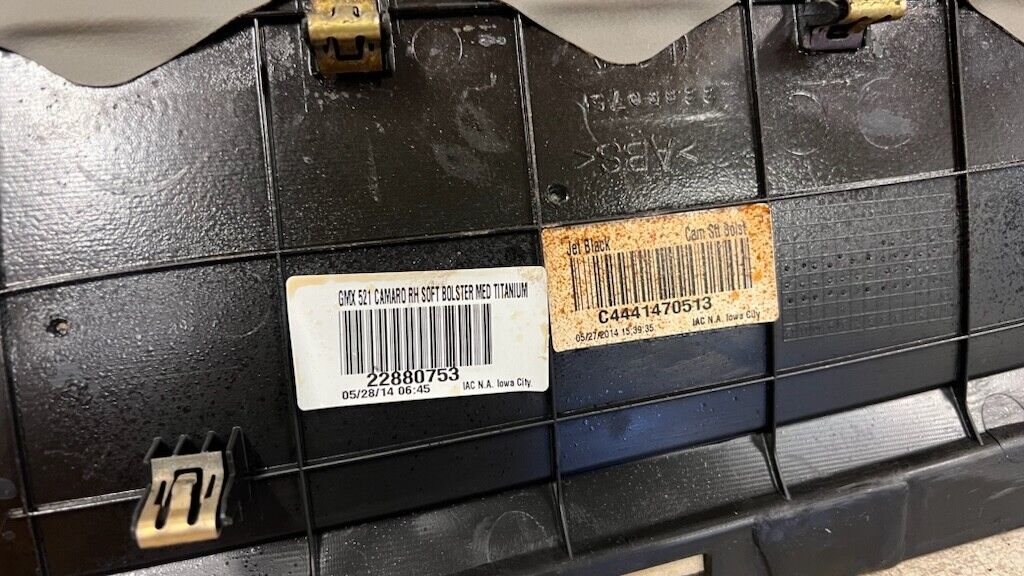 >ABS<
GMX 521 CAMARO RH SOFT BOLSTER MED TITANIUM
22880753
05/28/14 06:45 IAC N.A. Iowa City.
Jet Black Cam Sft Bolst
C4441470513
05/27/2014 15:39:35 IAC N.A. Iowa City